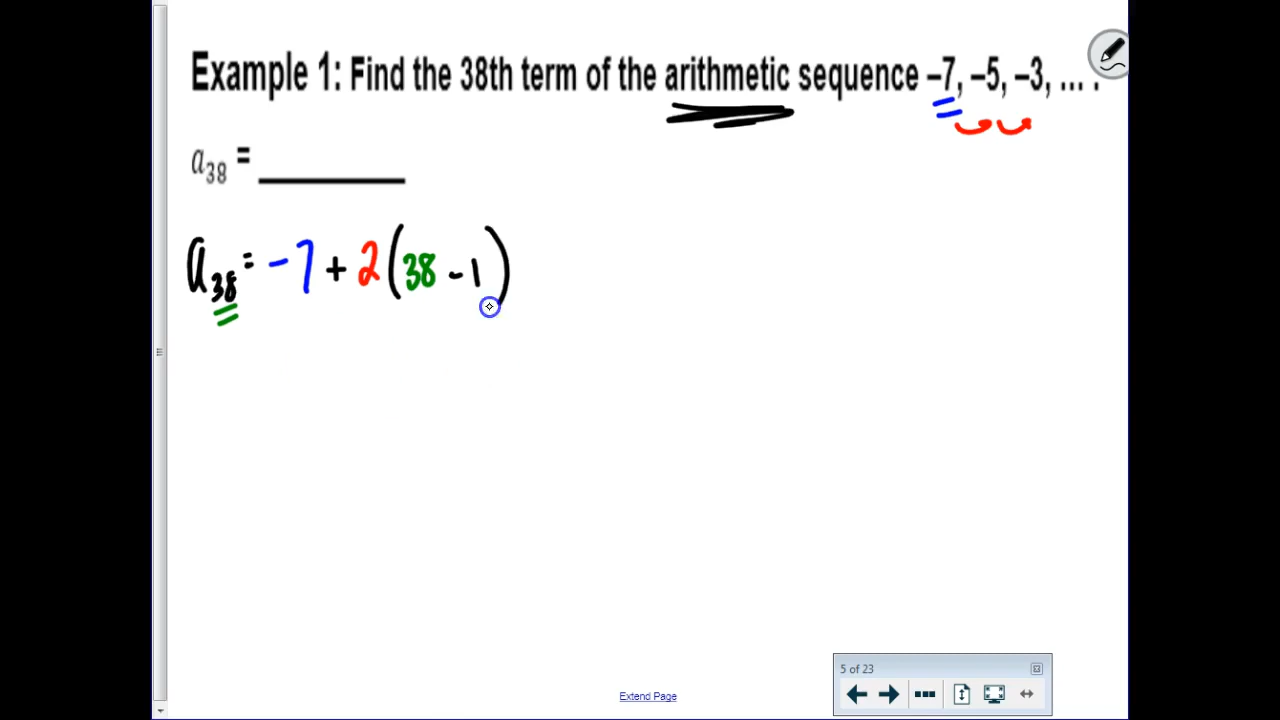 Example 1: Find the 38th term of the arithmetic sequence –7, –5, –3, ... .
a₃₈ = __________
a₃₈ = -7 + 2(38 - 1)
5 of 23
Extend Page